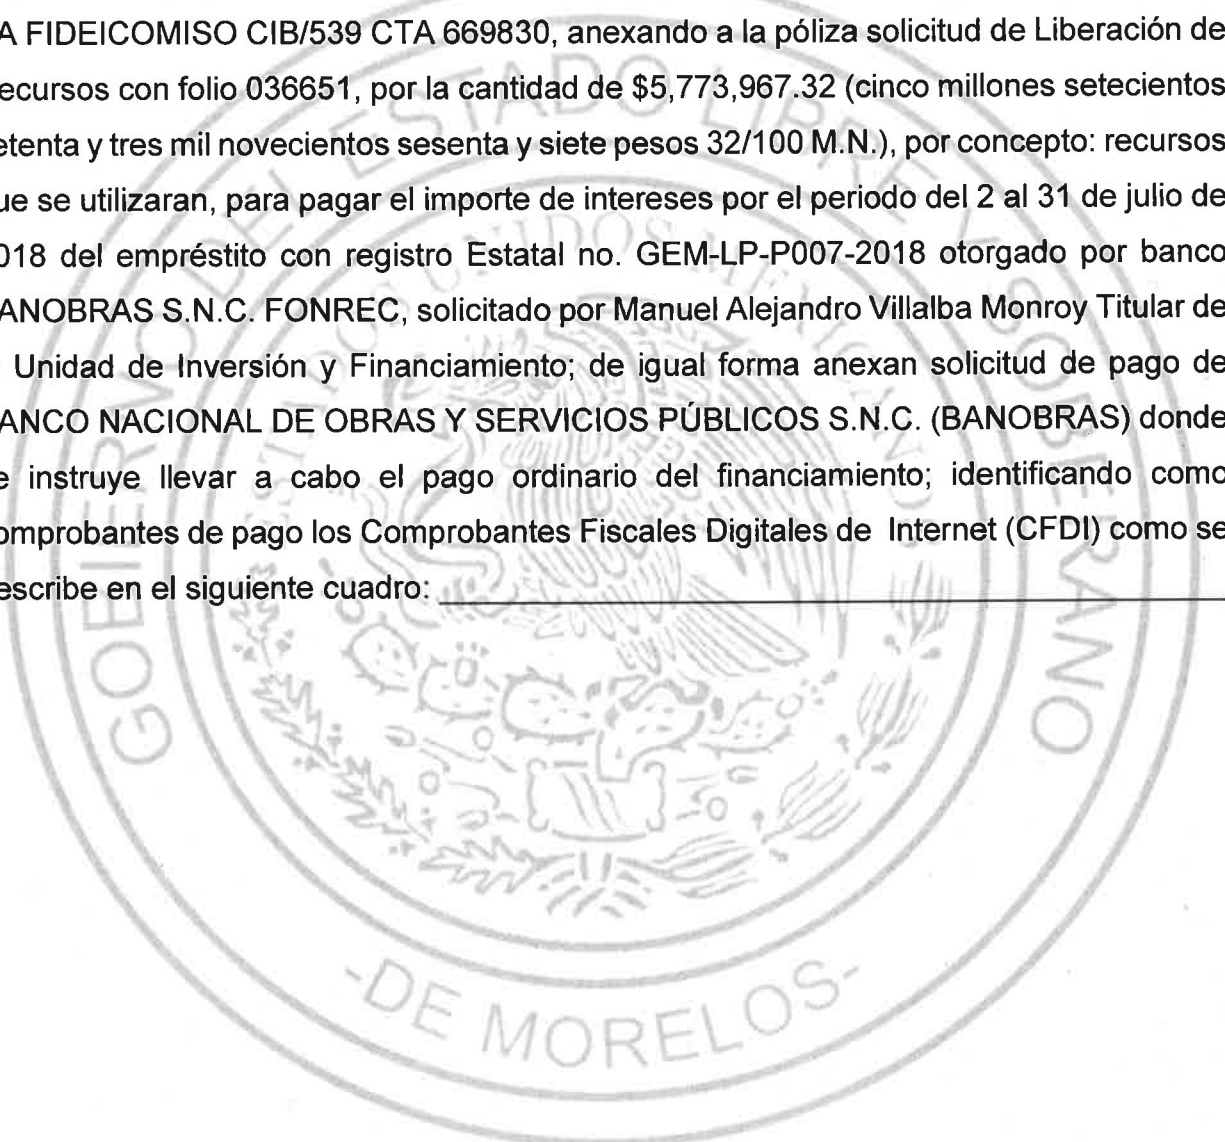 A FIDEICOMISO CIB/539 CTA 669830, anexando a la póliza solicitud de Liberación de
ecursos con folio 036651, por la cantidad de $5,773,967.32 (cinco millones setecientos
etenta y tres mil novecientos sesenta y siete pesos 32/100 M.N.), por concepto: recursos
ue se utilizaran, para pagar el importe de intereses por el periodo del 2 al 31 de julio de
018 del empréstito con registro Estatal no. GEM-LP-P007-2018 otorgado por banco
ANOBRAS S.N.C. FONREC, solicitado por Manuel Alejandro Villalba Monroy Titular de
Unidad de Inversión y Financiamiento; de igual forma anexan solicitud de pago de
ANCO NACIONAL DE OBRAS Y SERVICIOS PÚBLICOS S.N.C. (BANOBRAS) donde
e instruye llevar a cabo el pago ordinario del financiamiento; identificando como
omprobantes de pago los Comprobantes Fiscales Digitales de Internet (CFDI) como se
escribe en el siguiente cuadro:
GOBIERNO DEL ESTADO LIBRE Y SOBERANO
ESTADOS UNIDOS MEXICANOS
-DE MORELOS-